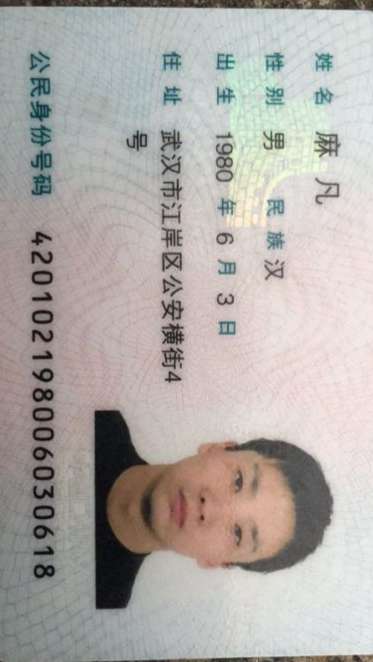 姓名 麻凡
性别 男 民族 汉
出生 1980 年 6 月 3 日
住址 武汉市江岸区公安横街4
号
公民身份号码 420102198006030618